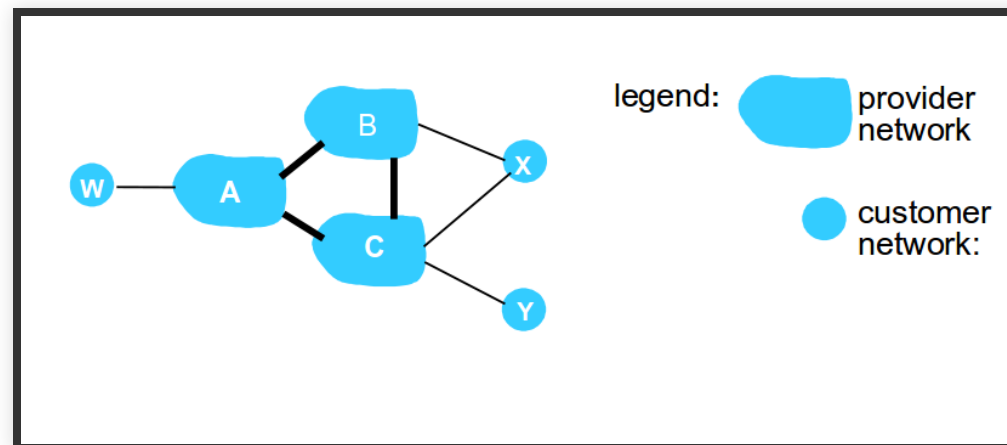 legend:
provider
network
B
X
W
A
customer
network:
C
Y